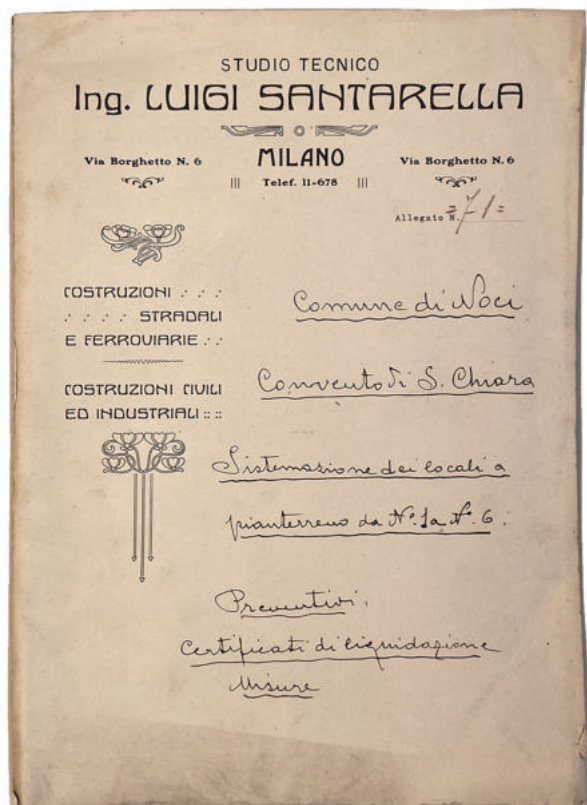 STUDIO TECNICO
Ing. LUIGI SANTARELLA
MILANO
Via Borghetto N. 6
Telef. 11-678
Via Borghetto N. 6
Allegato N. =71=
COSTRUZIONI
STRADALI
E FERROVIARIE
COSTRUZIONI CIVILI
ED INDUSTRIALI
Comune di Noci
Convento di S. Chiara
Sistemazione dei locali a
pianterreno da N.° 1 a N.° 6.
Preventivi,
Certificati di liquidazione
Misure